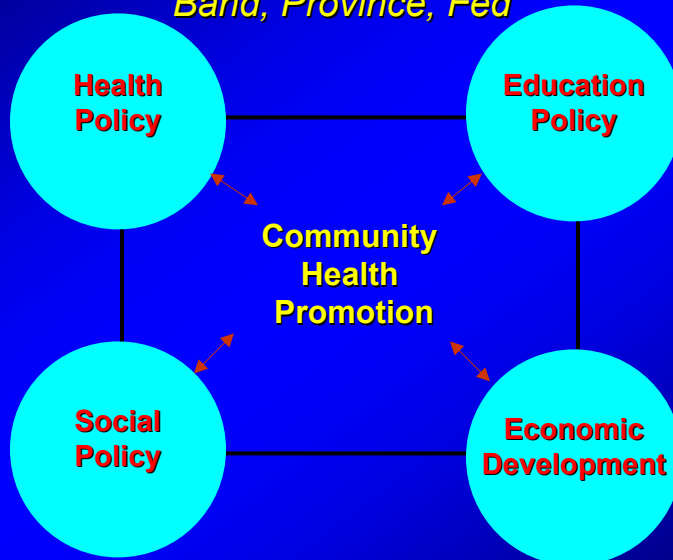 Band, Province, Fed
Health
Policy
Education
Policy
Community
Health
Promotion
Social
Policy
Economic
Development